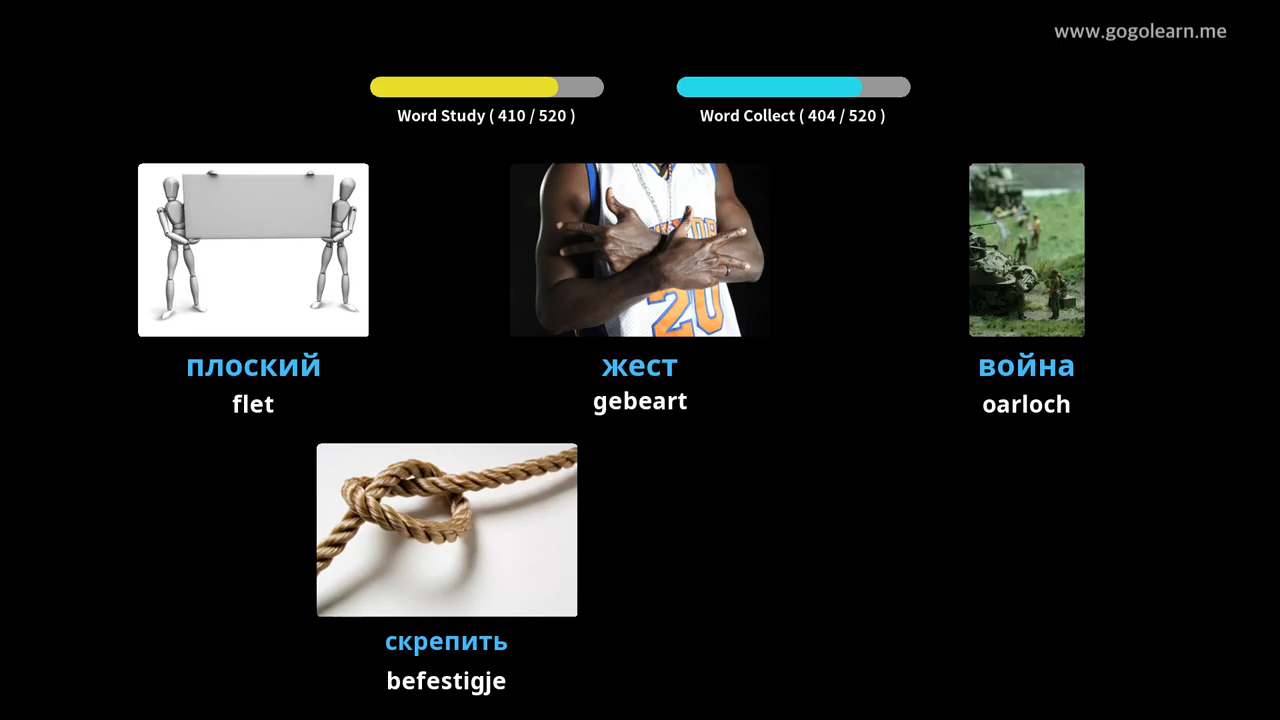 www.gogolearn.me
Word Study ( 410 / 520 )
Word Collect ( 404 / 520 )
20
плоский
flet
жест
gebeart
война
oarloch
скрепить
befestigje